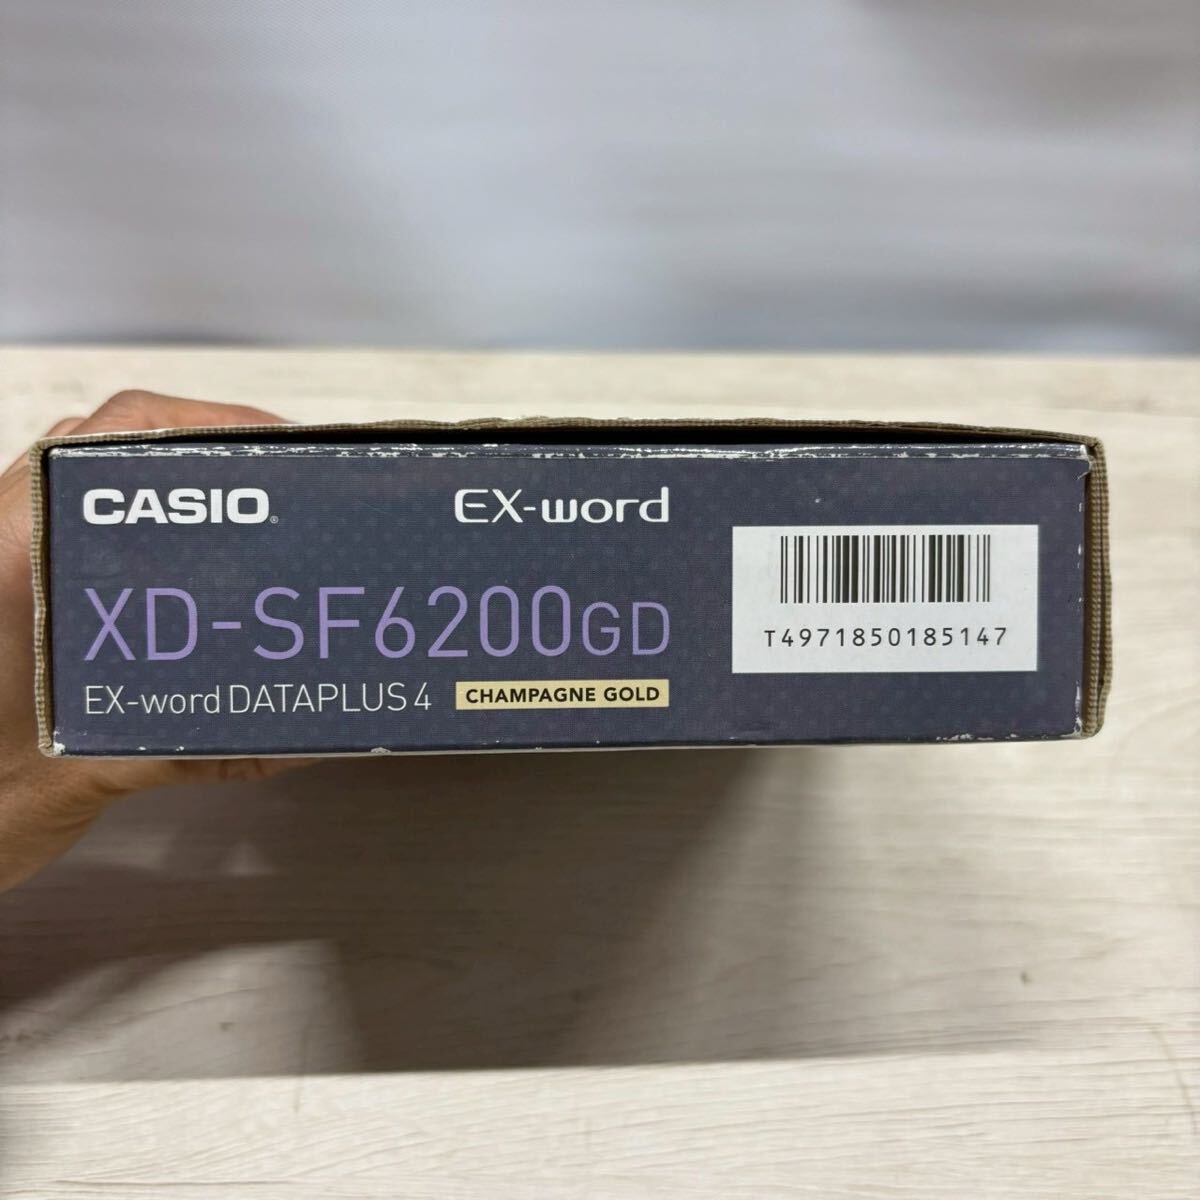 CASIO®
EX-word
XD-SF6200GD
EX-word DATAPLUS 4
CHAMPAGNE GOLD
T4971850185147